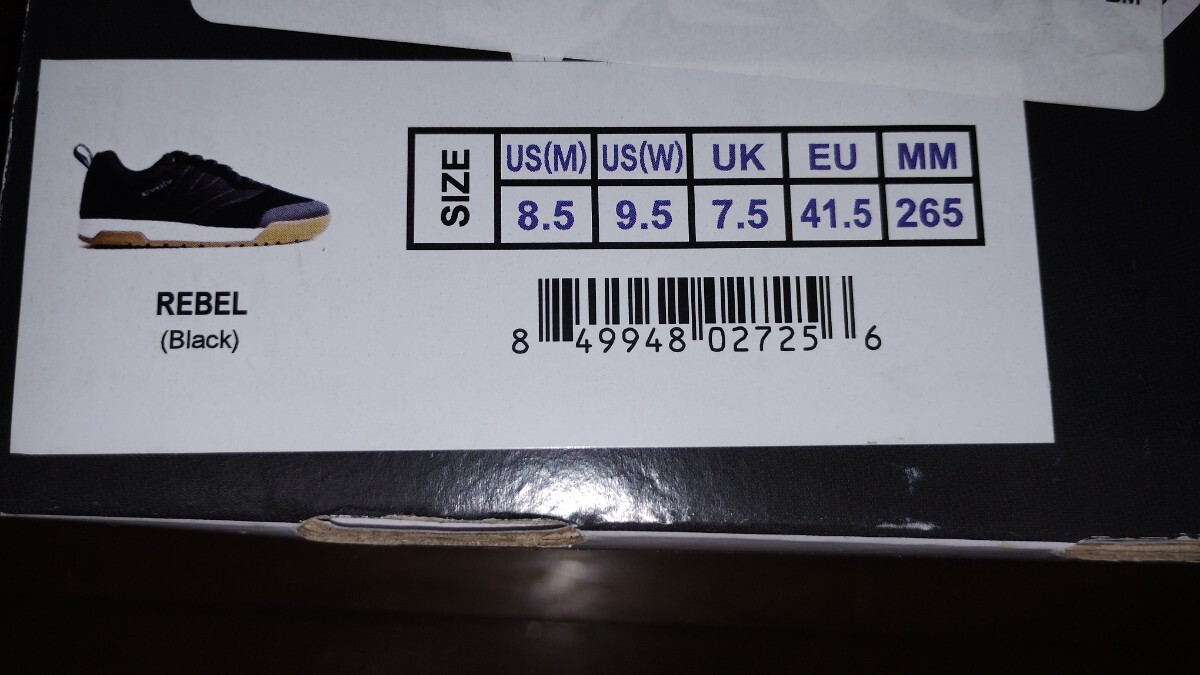 SIZE
US(M) US(W) UK EU MM
8.5 9.5 7.5 41.5 265
REBEL
(Black)
8 49948 02725 6